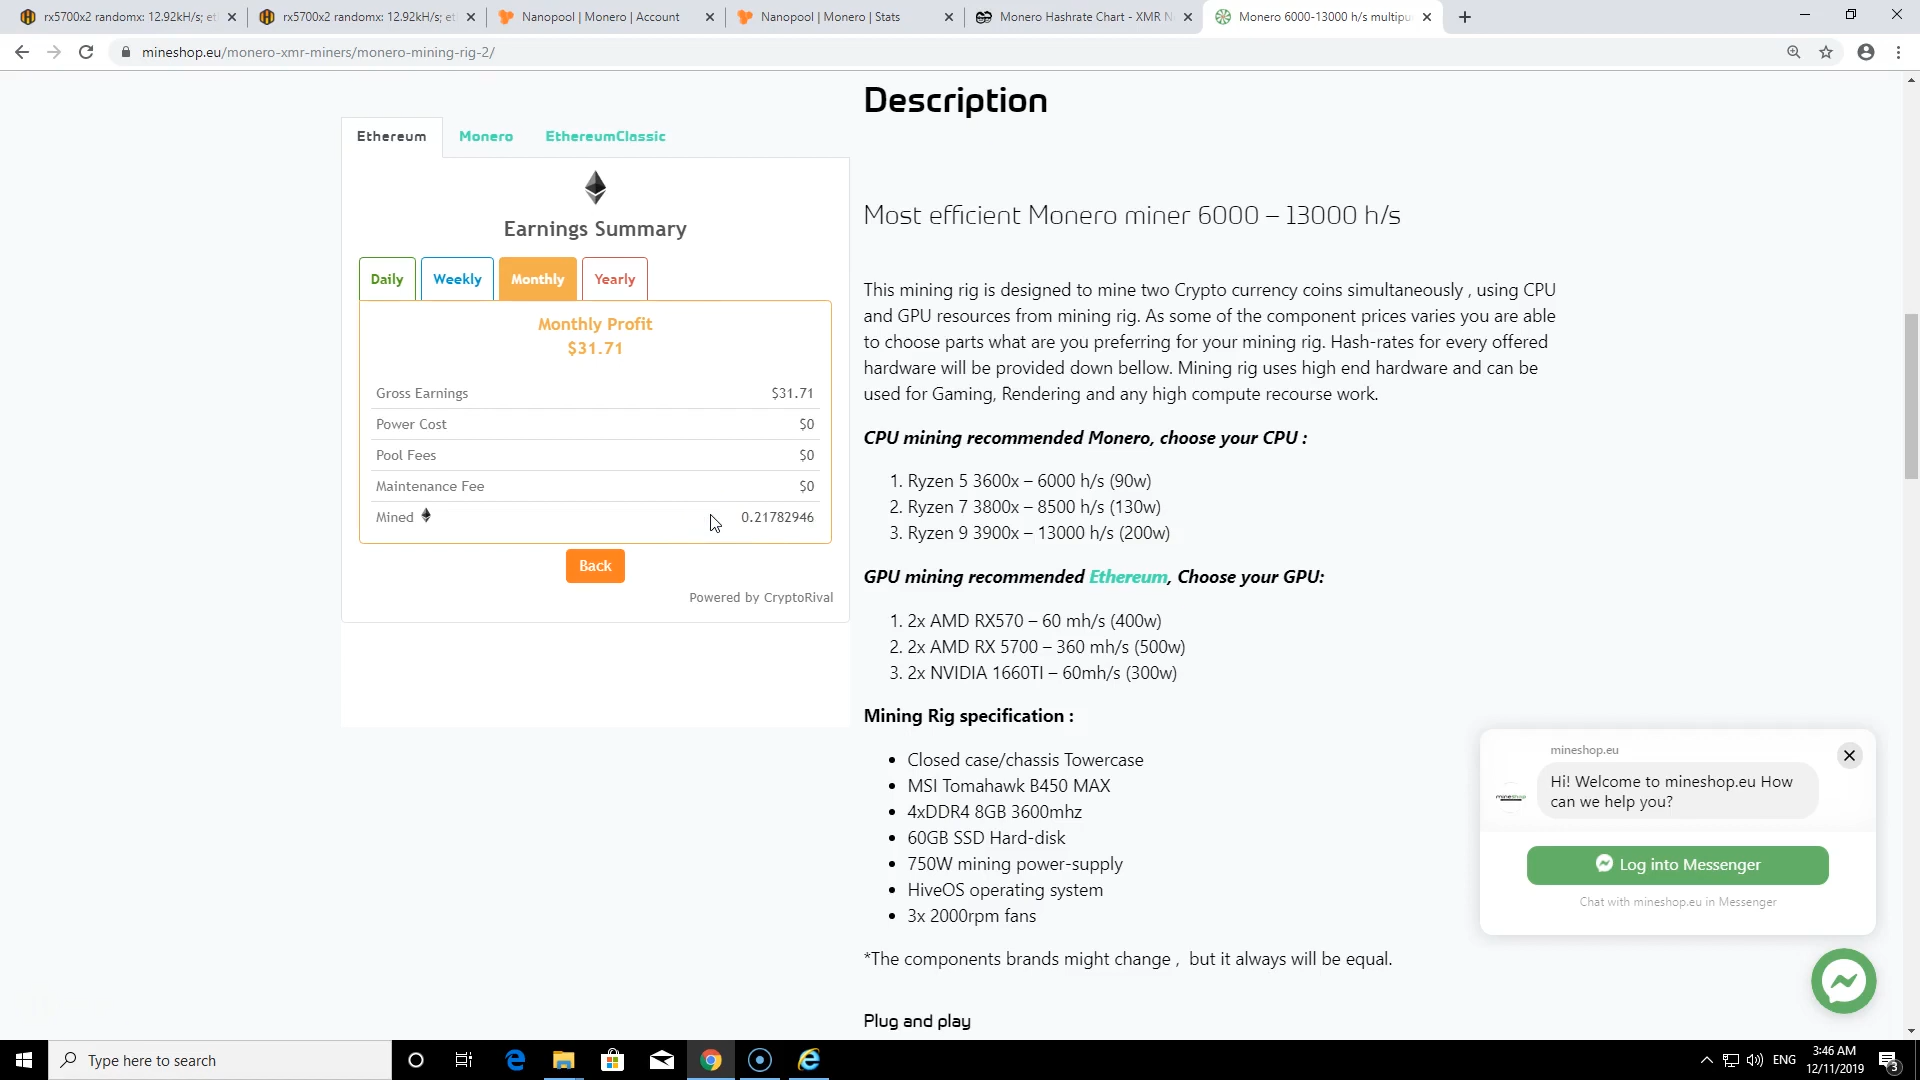 rx5700x2 randomx: 12.92kH/s; et
rx5700x2 randomx: 12.92kH/s; et
Nanopool | Monero | Account
Nanopool | Monero | Stats
Monero Hashrate Chart - XMR N
Monero 6000-13000 h/s multipu
mineshop.eu/monero-xmr-miners/monero-mining-rig-2/
Ethereum
Monero
EthereumClassic
Earnings Summary
Daily
Weekly
Monthly
Yearly
Monthly Profit
$31.71
Gross Earnings $31.71
Power Cost $0
Pool Fees $0
Maintenance Fee $0
Mined 0.21782946
Back
Powered by CryptoRival
Description
Most efficient Monero miner 6000 – 13000 h/s
This mining rig is designed to mine two Crypto currency coins simultaneously , using CPU
and GPU resources from mining rig. As some of the component prices varies you are able
to choose parts what are you preferring for your mining rig. Hash-rates for every offered
hardware will be provided down bellow. Mining rig uses high end hardware and can be
used for Gaming, Rendering and any high compute recourse work.
CPU mining recommended Monero, choose your CPU :
1. Ryzen 5 3600x – 6000 h/s (90w)
2. Ryzen 7 3800x – 8500 h/s (130w)
3. Ryzen 9 3900x – 13000 h/s (200w)
GPU mining recommended Ethereum, Choose your GPU:
1. 2x AMD RX570 – 60 mh/s (400w)
2. 2x AMD RX 5700 – 360 mh/s (500w)
3. 2x NVIDIA 1660TI – 60mh/s (300w)
Mining Rig specification :
• Closed case/chassis Towercase
• MSI Tomahawk B450 MAX
• 4xDDR4 8GB 3600mhz
• 60GB SSD Hard-disk
• 750W mining power-supply
• HiveOS operating system
• 3x 2000rpm fans
*The components brands might change , but it always will be equal.
Plug and play
mineshop.eu
mineshop
Hi! Welcome to mineshop.eu How
can we help you?
Log into Messenger
Chat with mineshop.eu in Messenger
Type here to search
ENG
3:46 AM
12/11/2019
3